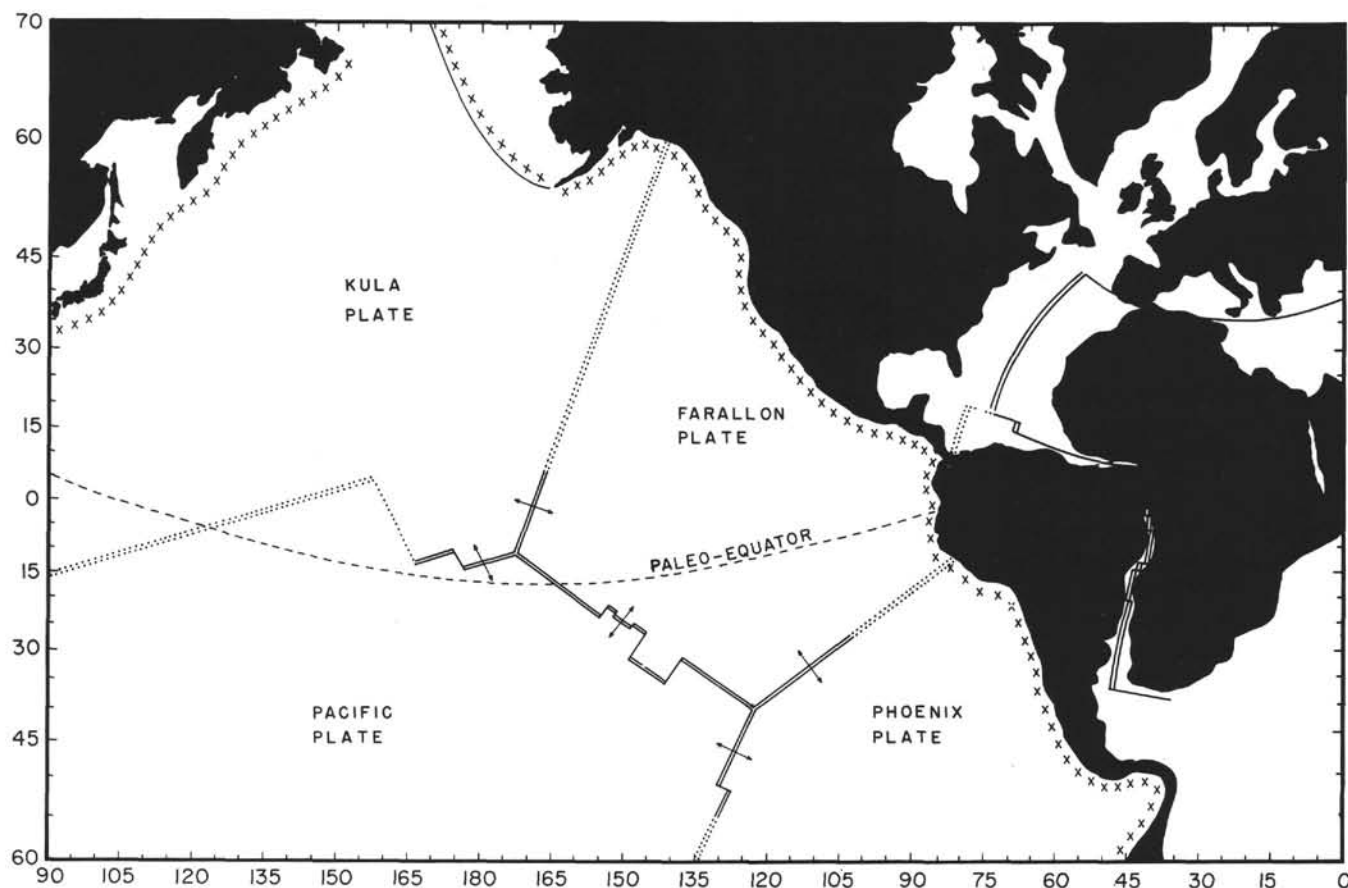 70
60
45
30
15
0
15
30
45
60
KULA
PLATE
FARALLON
PLATE
PALEO-EQUATOR
PACIFIC
PLATE
PHOENIX
PLATE
90 105 120 135 150 165 180 165 150 135 120 105 90 75 60 45 30 15 0